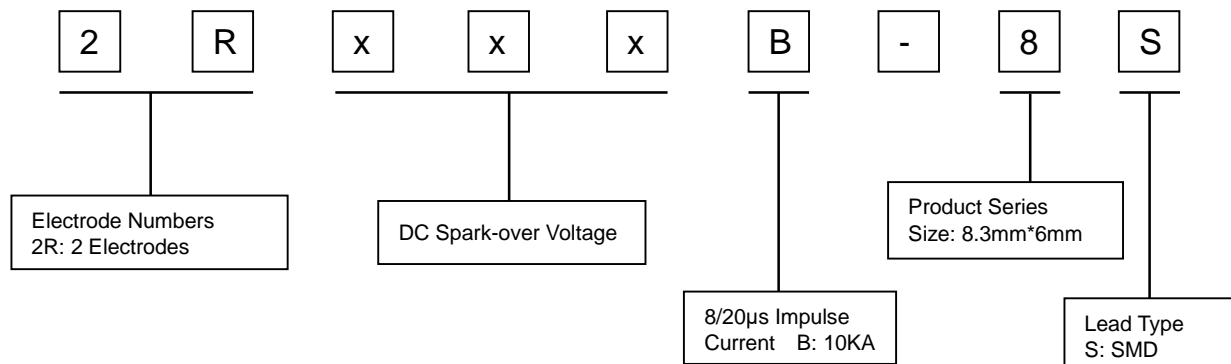 2 R x x x B - 8 S
Electrode Numbers
2R: 2 Electrodes
DC Spark-over Voltage
8/20μs Impulse
Current B: 10KA
Product Series
Size: 8.3mm*6mm
Lead Type
S: SMD